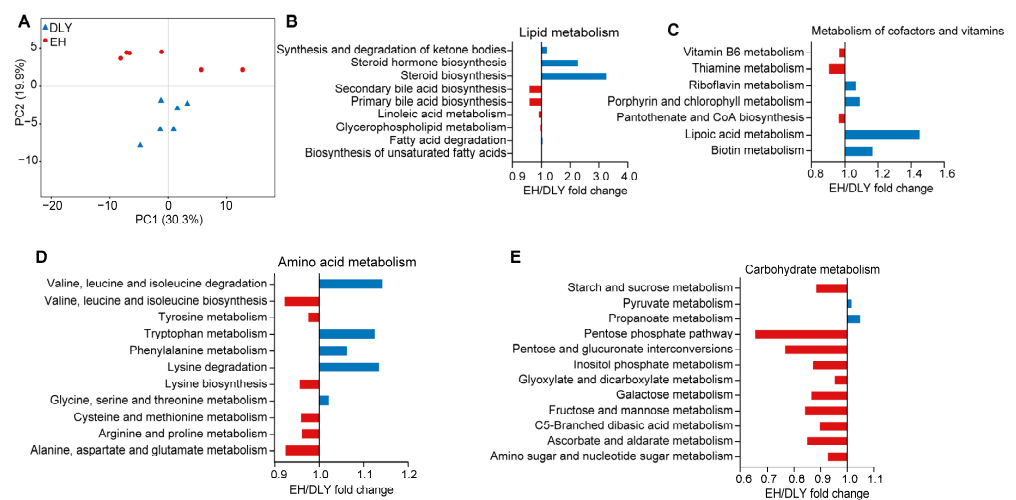 A
DLY
EH
5
0
−5
−10
PC2 (19.9%)
−20
−10
0
10
PC1 (30.3%)
B
Lipid metabolism
Synthesis and degradation of ketone bodies
Steroid hormone biosynthesis
Steroid biosynthesis
Secondary bile acid biosynthesis
Primary bile acid biosynthesis
Linoleic acid metabolism
Glycerophospholipid metabolism
Fatty acid degradation
Biosynthesis of unsaturated fatty acids
0.9 1.0 2.0 3.0 4.0
EH/DLY fold change
C
Metabolism of cofactors and vitamins
Vitamin B6 metabolism
Thiamine metabolism
Riboflavin metabolism
Porphyrin and chlorophyll metabolism
Pantothenate and CoA biosynthesis
Lipoic acid metabolism
Biotin metabolism
0.8 1.0 1.2 1.4 1.6
EH/DLY fold change
D
Amino acid metabolism
Valine, leucine and isoleucine degradation
Valine, leucine and isoleucine biosynthesis
Tyrosine metabolism
Tryptophan metabolism
Phenylalanine metabolism
Lysine degradation
Lysine biosynthesis
Glycine, serine and threonine metabolism
Cysteine and methionine metabolism
Arginine and proline metabolism
Alanine, aspartate and glutamate metabolism
0.9 1.0 1.1 1.2
EH/DLY fold change
E
Carbohydrate metabolism
Starch and sucrose metabolism
Pyruvate metabolism
Propanoate metabolism
Pentose phosphate pathway
Pentose and glucuronate interconversions
Inositol phosphate metabolism
Glyoxylate and dicarboxylate metabolism
Galactose metabolism
Fructose and mannose metabolism
C5-Branched dibasic acid metabolism
Ascorbate and aldarate metabolism
Amino sugar and nucleotide sugar metabolism
0.6 0.7 0.8 0.9 1.0 1.1
EH/DLY fold change